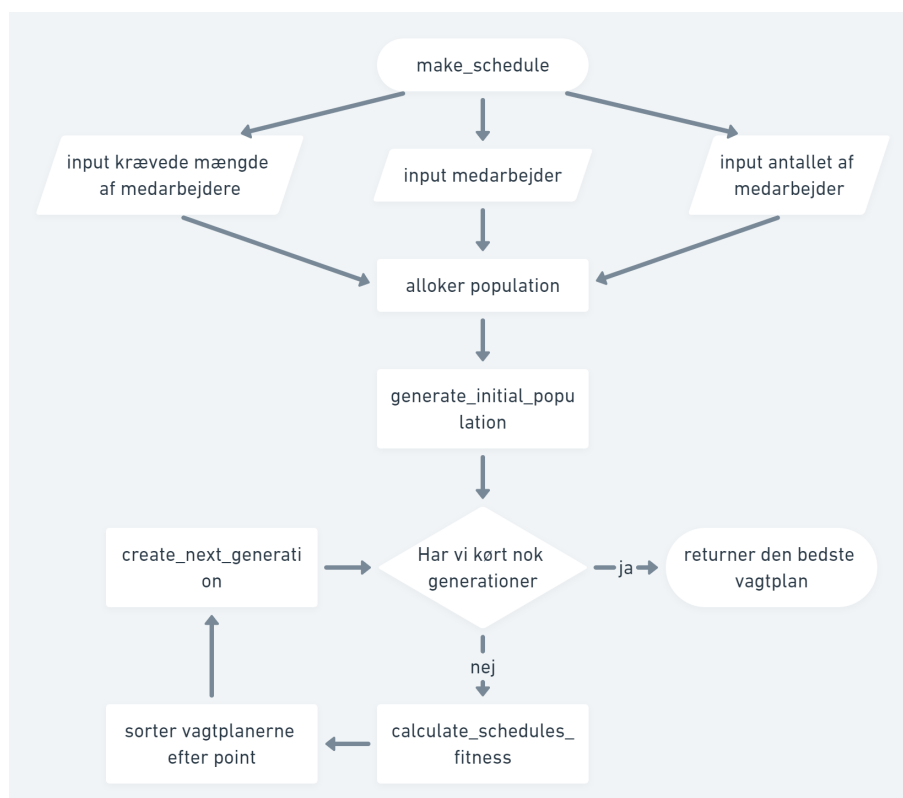 make_schedule
input krævede mængde
af medarbejdere
input medarbejder
input antallet af
medarbejder
alloker population
generate_initial_popu
lation
Har vi kørt nok
generationer
ja
returner den bedste
vagtplan
nej
calculate_schedules_
fitness
sorter vagtplanerne
efter point
create_next_generati
on